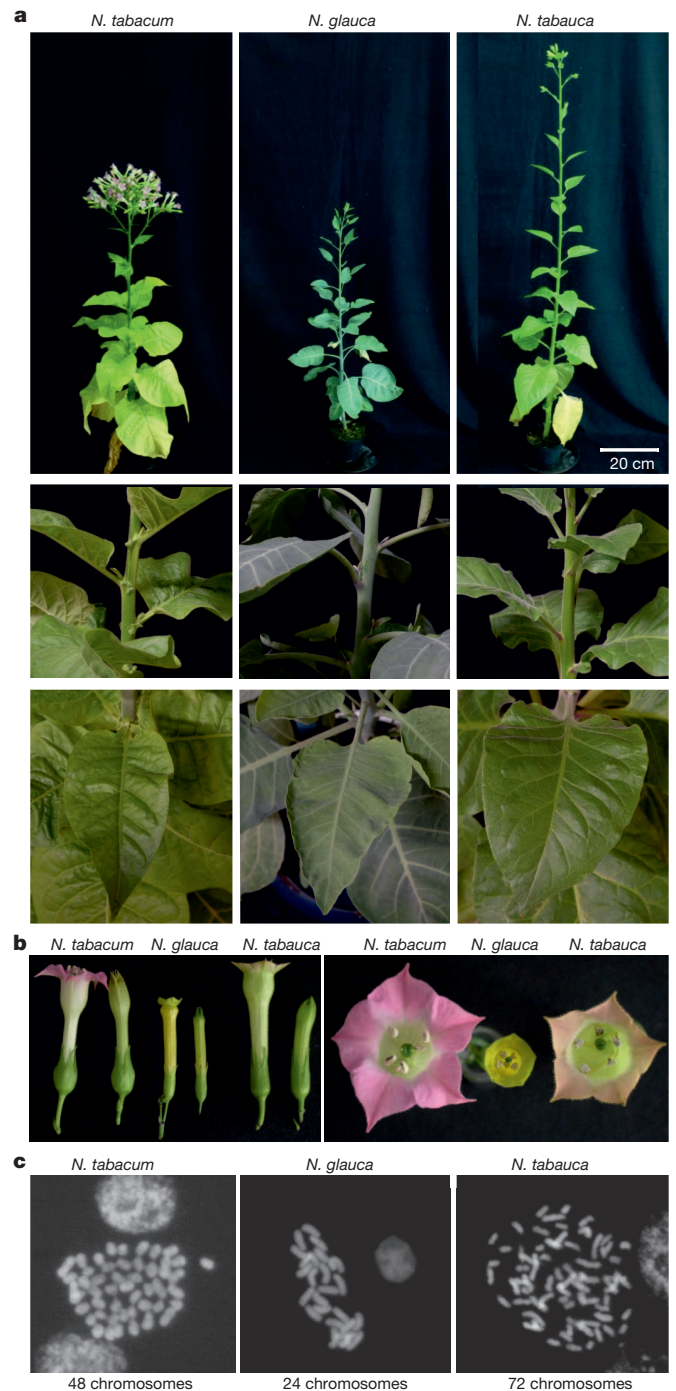 a
N. tabacum N. glauca N. tabauca
20 cm
b
N. tabacum N. glauca N. tabauca N. tabacum N. glauca N. tabauca
c
N. tabacum N. glauca N. tabauca
48 chromosomes 24 chromosomes 72 chromosomes